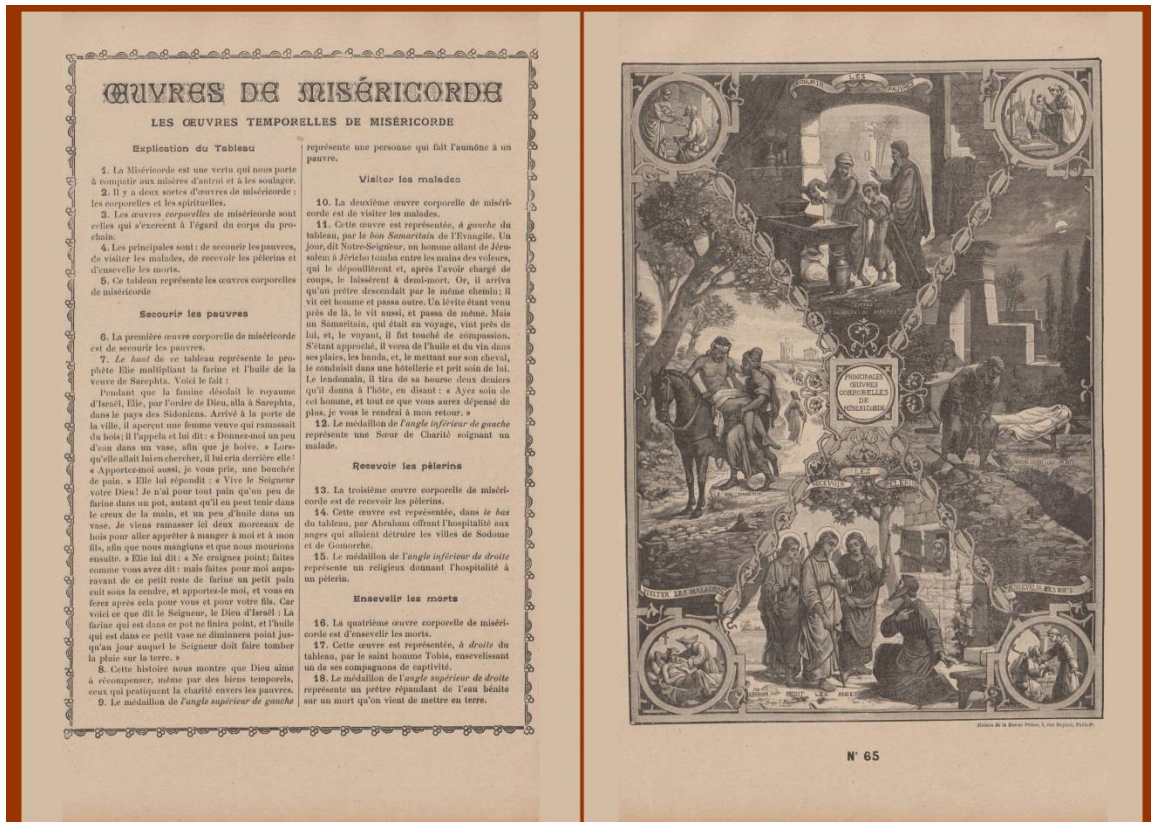 ŒUVRES DE MISÉRICORDE
LES ŒUVRES TEMPORELLES DE MISÉRICORDE
Explication du Tableau
1. La Miséricorde est une vertu qui nous porte
à compatir aux misères d'autrui et à les soulager.
2. Il y a deux sortes d'œuvres de miséricorde :
les corporelles et les spirituelles.
3. Les œuvres corporelles de miséricorde sont
celles qui s'exercent à l'égard du corps du pro-
chain.
4. Les principales sont: de secourir les pauvres,
de visiter les malades, de recevoir les pèlerins et
d'ensevelir les morts.
5. Ce tableau représente les œuvres corporelles
de miséricorde
Secourir les pauvres
6. La première œuvre corporelle de miséricorde
est de secourir les pauvres.
7. Le haut de ce tableau représente le pro-
phète Elie multipliant la farine et l'huile de la
veuve de Sarephta. Voici le fait :
Pendant que la famine désolait le royaume
d'Israël, Elie, par l'ordre de Dieu, alla à Sarephta,
dans le pays des Sidoniens. Arrivé à la porte de
la ville, il aperçut une femme veuve qui ramassait
du bois; il l'appela et lui dit : « Donnez-moi un peu
d'eau dans un vase, afin que je boive. » Lors-
qu'elle allait lui en chercher, il lui cria derrière elle :
« Apportez-moi aussi, je vous prie, une bouchée
de pain. » Elle lui répondit : « Vive le Seigneur
votre Dieu! Je n'ai pour tout pain qu'un peu de
farine dans un pot, autant qu'il en peut tenir dans
le creux de la main, et un peu d'huile dans un
vase. Je viens ramasser ici deux morceaux de
bois pour aller apprêter à manger à moi et à mon
fils, afin que nous mangions et que nous mourions
ensuite. » Elie lui dit : « Ne craignez point; faites
comme vous avez dit : mais faites pour moi aupa-
ravant de ce petit reste de farine un petit pain
cuit sous la cendre, et apportez-le moi, et vous en
ferez après cela pour vous et pour votre fils. Car
voici ce que dit le Seigneur, le Dieu d'Israël : La
farine qui est dans ce pot ne finira point, et l'huile
qui est dans ce petit vase ne diminuera point jus-
qu'au jour auquel le Seigneur doit faire tomber
la pluie sur la terre. »
8. Cette histoire nous montre que Dieu aime
à récompenser, même par des biens temporels,
ceux qui pratiquent la charité envers les pauvres.
9. Le médaillon de l'angle supérieur de gauche
représente une personne qui fait l'aumône à un
pauvre.
Visiter les malades
10. La deuxième œuvre corporelle de miséri-
corde est de visiter les malades.
11. Cette œuvre est représentée, à gauche du
tableau, par le bon Samaritain de l'Evangile. Un
jour, dit Notre-Seigneur, un homme allant de Jéru-
salem à Jéricho tomba entre les mains des voleurs,
qui le dépouillèrent et, après l'avoir chargé de
coups, le laissèrent à demi-mort. Or, il arriva
qu'un prêtre descendait par le même chemin; il
vit cet homme et passa outre. Un lévite étant venu
près de là, le vit aussi, et passa de même. Mais
un Samaritain, qui était en voyage, vint près de
lui, et, le voyant, il fut touché de compassion.
S'étant approché, il versa de l'huile et du vin dans
ses plaies, les banda, et, le mettant sur son cheval,
le conduisit dans une hôtellerie et prit soin de lui.
Le lendemain, il tira de sa bourse deux deniers
qu'il donna à l'hôte, en disant : « Ayez soin de
cet homme, et tout ce que vous aurez dépensé de
plus, je vous le rendrai à mon retour. »
12. Le médaillon de l'angle inférieur de gauche
représente une Sœur de Charité soignant un
malade.
Recevoir les pèlerins
13. La troisième œuvre corporelle de miséri-
corde est de recevoir les pèlerins.
14. Cette œuvre est représentée, dans le bas
du tableau, par Abraham offrant l'hospitalité aux
anges qui allaient détruire les villes de Sodome
et de Gomorrhe.
15. Le médaillon de l'angle inférieur de droite
représente un religieux donnant l'hospitalité à
un pèlerin.
Ensevelir les morts
16. La quatrième œuvre corporelle de miséri-
corde est d'ensevelir les morts.
17. Cette œuvre est représentée, à droite du
tableau, par le saint homme Tobie, ensevelissant
un de ses compagnons de captivité.
18. Le médaillon de l'angle supérieur de droite
représente un prêtre répandant de l'eau bénite
sur un mort qu'on vient de mettre en terre.
LES PAUVRES
PRINCIPALES
ŒUVRES
CORPORELLES
DE
MISERICORDE
LES
RECEVOIR PELERINS
VISITER LES MALADES
ENSEVELIR LES MORTS
Maison de la Bonne Presse, 5, rue Bayard, Paris 8e.
N° 65